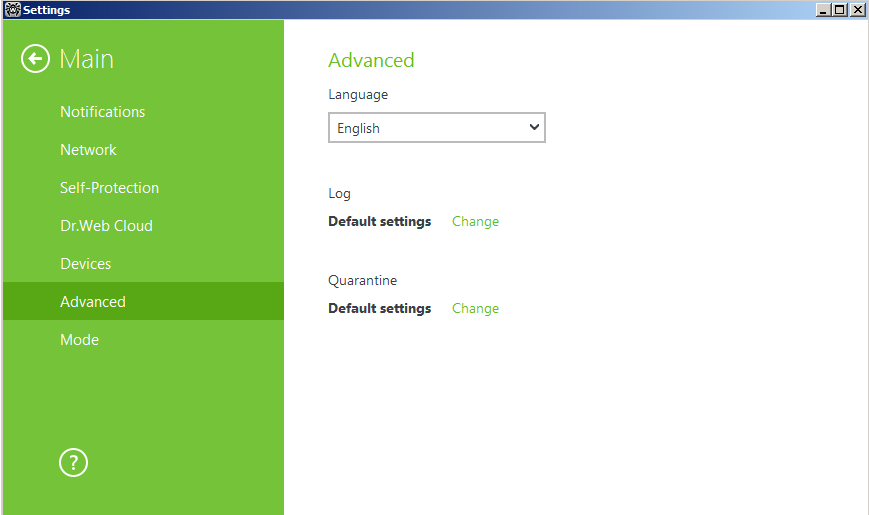 Settings
Main
Notifications
Network
Self-Protection
Dr.Web Cloud
Devices
Advanced
Mode
?
Advanced
Language
English
Log
Default settings Change
Quarantine
Default settings Change